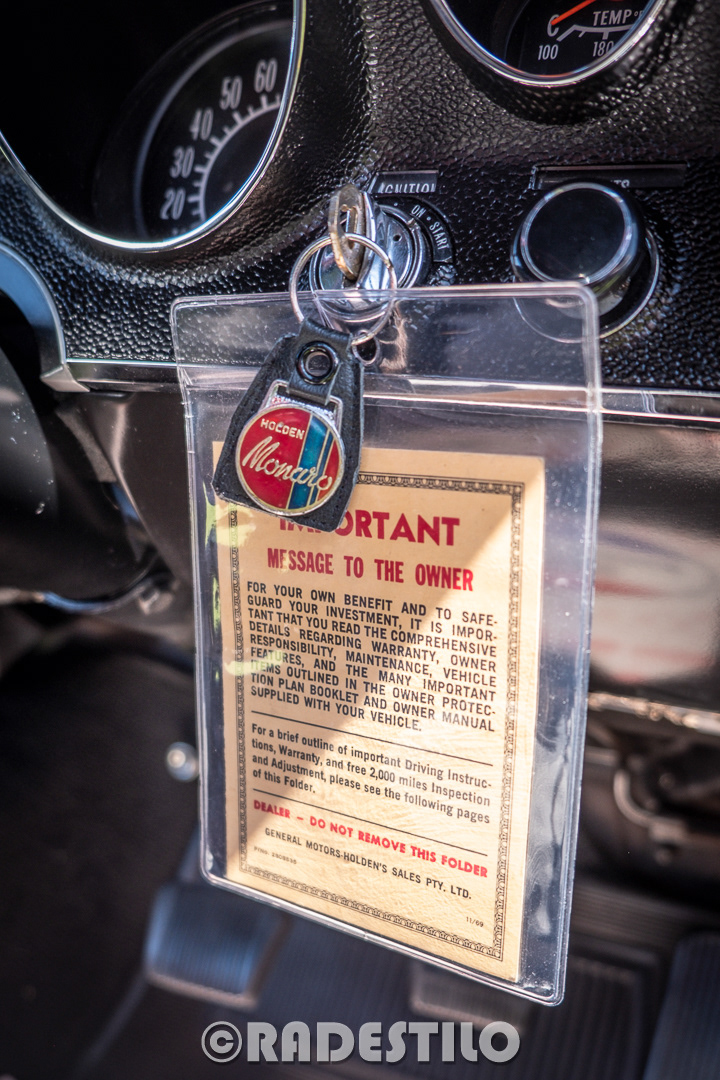 TEMP
100 180
60
50
40
30
20
IGNITION
ON - START
HOLDEN
Monaro
IMPORTANT
MESSAGE TO THE OWNER
FOR YOUR OWN BENEFIT AND TO SAFE-
GUARD YOUR INVESTMENT, IT IS IMPOR-
TANT THAT YOU READ THE COMPREHENSIVE
DETAILS REGARDING WARRANTY, OWNER
RESPONSIBILITY, MAINTENANCE, VEHICLE
FEATURES, AND THE MANY IMPORTANT
ITEMS OUTLINED IN THE OWNER PROTEC-
TION PLAN BOOKLET AND OWNER MANUAL
SUPPLIED WITH YOUR VEHICLE.
For a brief outline of important Driving Instruc-
tions, Warranty, and free 2,000 miles Inspection
and Adjustment, please see the following pages
of this Folder.
DEALER — DO NOT REMOVE THIS FOLDER
GENERAL MOTORS-HOLDEN'S SALES PTY. LTD.
11/69
©RADESTILO